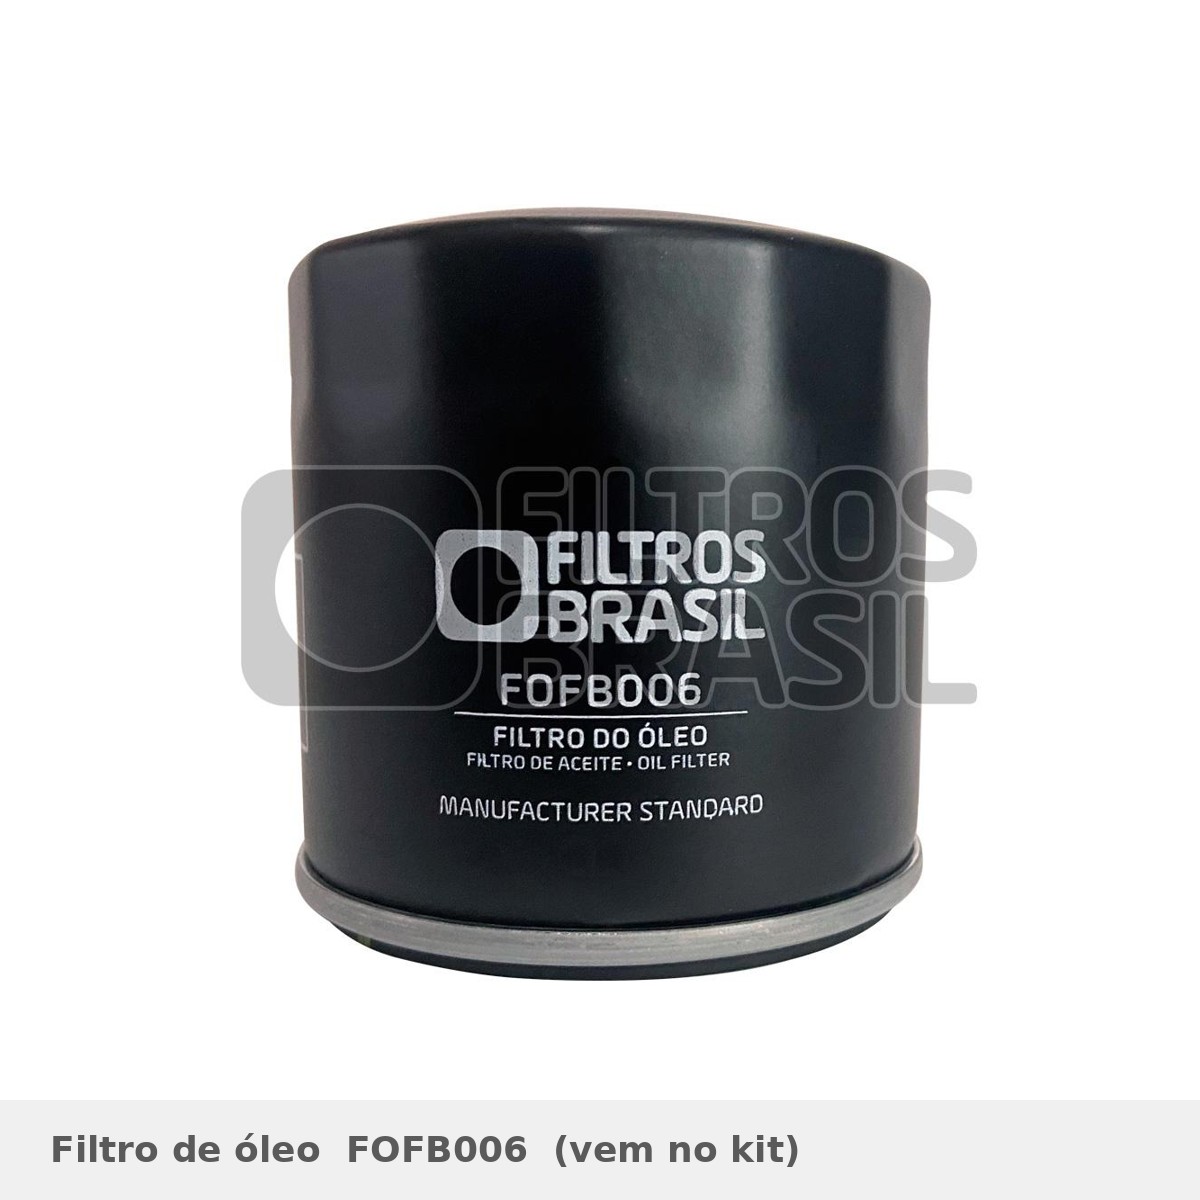 FILTROS
BRASIL
FILTROS
BRASIL
FOFB006
FILTRO DO ÓLEO
FILTRO DE ACEITE • OIL FILTER
MANUFACTURER STANDARD
Filtro de óleo FOFB006 (vem no kit)